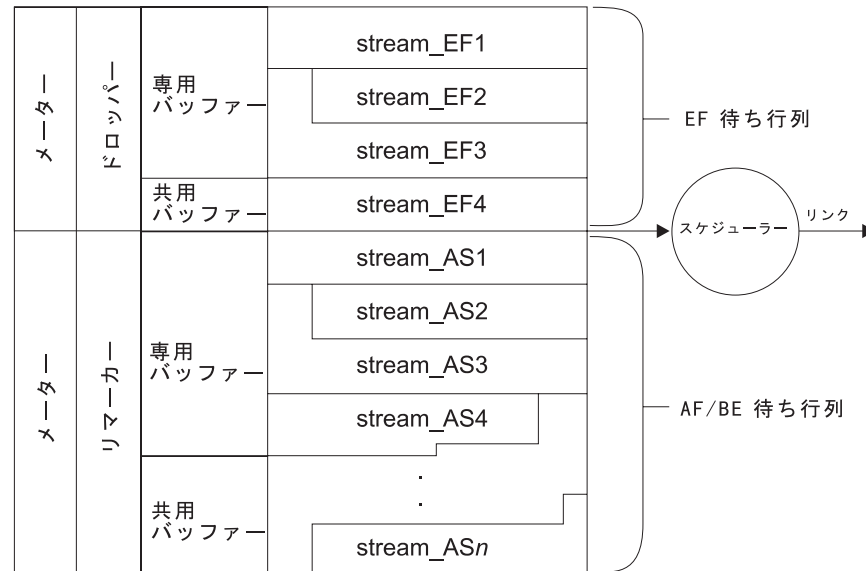 メーター
ドロッパー
専用
バッファー
stream_EF1
stream_EF2
stream_EF3
共用
バッファー
stream_EF4
EF 待ち行列
スケジューラー
リンク
メーター
リマーカー
専用
バッファー
stream_AS1
stream_AS2
stream_AS3
stream_AS4
.
.
共用
バッファー
stream_ASn
AF/BE 待ち行列